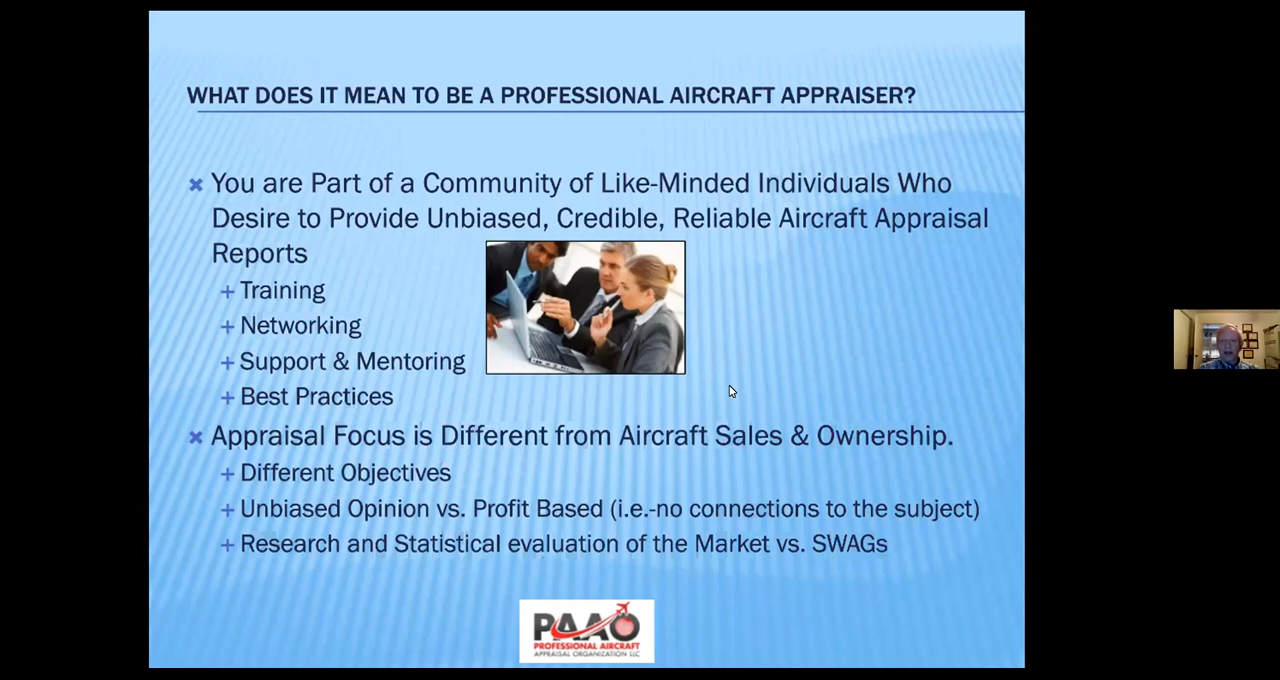 WHAT DOES IT MEAN TO BE A PROFESSIONAL AIRCRAFT APPRAISER?
You are Part of a Community of Like-Minded Individuals Who
Desire to Provide Unbiased, Credible, Reliable Aircraft Appraisal
Reports
+ Training
+ Networking
+ Support & Mentoring
+ Best Practices
Appraisal Focus is Different from Aircraft Sales & Ownership.
+ Different Objectives
+ Unbiased Opinion vs. Profit Based (i.e.-no connections to the subject)
+ Research and Statistical evaluation of the Market vs. SWAGs
PAAO
PROFESSIONAL AIRCRAFT
APPRAISAL ORGANIZATION LLC